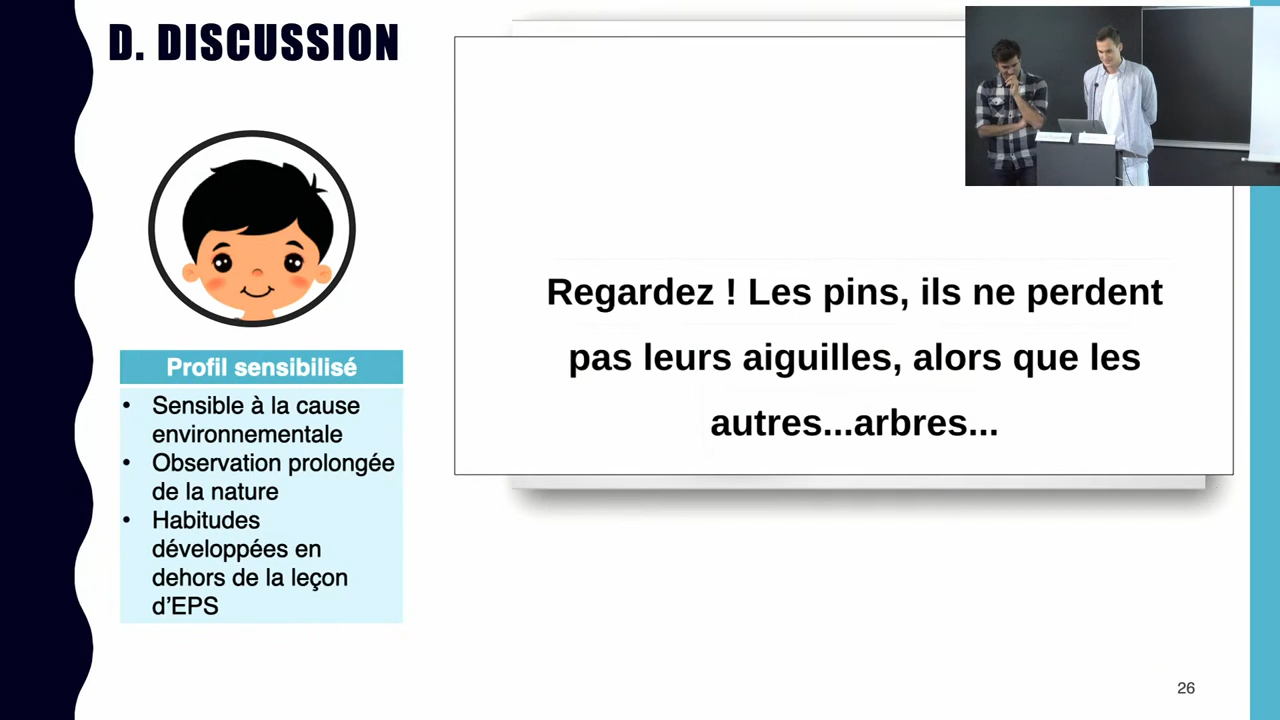 D. DISCUSSION
Profil sensibilisé
• Sensible à la cause
environnementale
• Observation prolongée
de la nature
• Habitudes
développées en
dehors de la leçon
d’EPS
Regardez ! Les pins, ils ne perdent
pas leurs aiguilles, alors que les
autres...arbres...
26